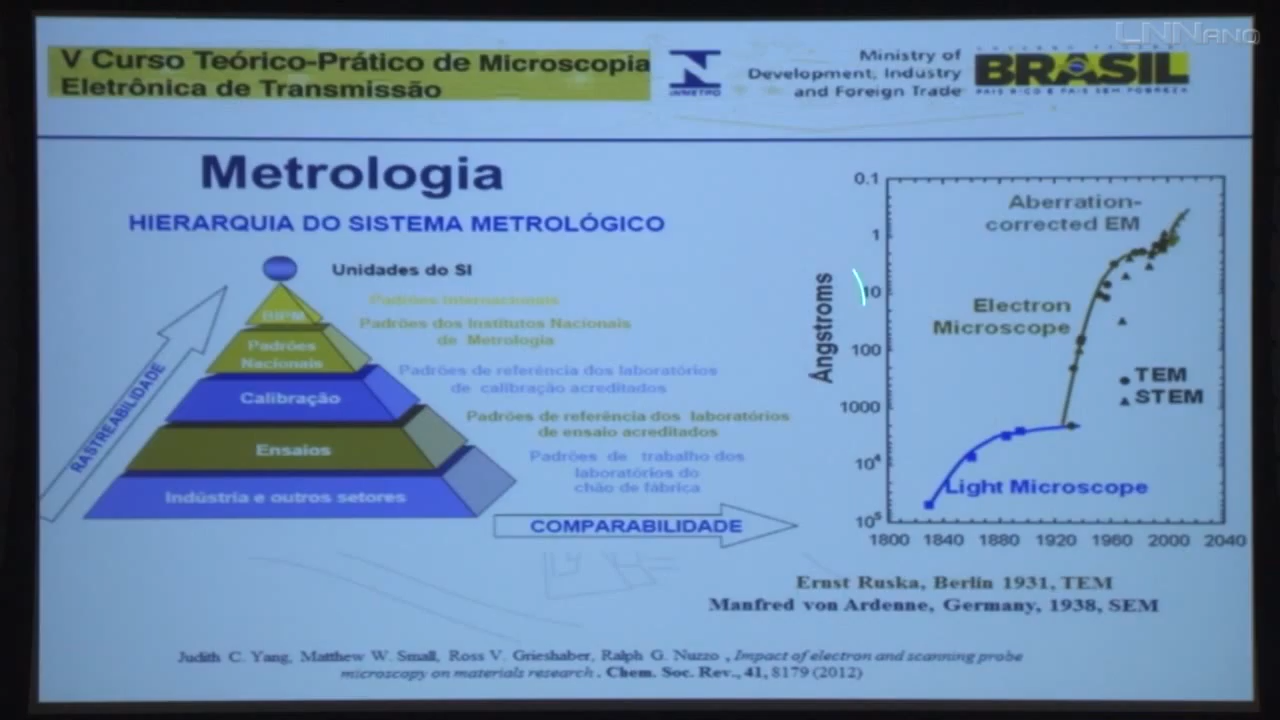 LNNano
V Curso Teórico-Prático de Microscopia
Eletrônica de Transmissão
INMETRO
Ministry of
Development, Industry
and Foreign Trade
GOVERNO FEDERAL
BRASIL
PAÍS RICO É PAÍS SEM POBREZA
Metrologia
HIERARQUIA DO SISTEMA METROLÓGICO
Unidades do SI
BIPM
Padrões Internacionais
Padrões
Nacionais
Padrões dos Institutos Nacionais
de Metrologia
Calibração
Padrões de referência dos laboratórios
de calibração acreditados
Ensaios
Padrões de referência dos laboratórios
de ensaio acreditados
Indústria e outros setores
Padrões de trabalho dos
laboratórios do
chão de fábrica
RASTREABILIDADE
COMPARABILIDADE
Ångstroms
0.1
1
10
100
1000
10⁴
10⁵
1800 1840 1880 1920 1960 2000 2040
Aberration-
corrected EM
Electron
Microscope
TEM
STEM
Light Microscope
Ernst Ruska, Berlin 1931, TEM
Manfred von Ardenne, Germany, 1938, SEM
Judith C. Yang, Matthew W. Small, Ross V. Grieshaber, Ralph G. Nuzzo , Impact of electron and scanning probe
microscopy on materials research . Chem. Soc. Rev., 41, 8179 (2012)